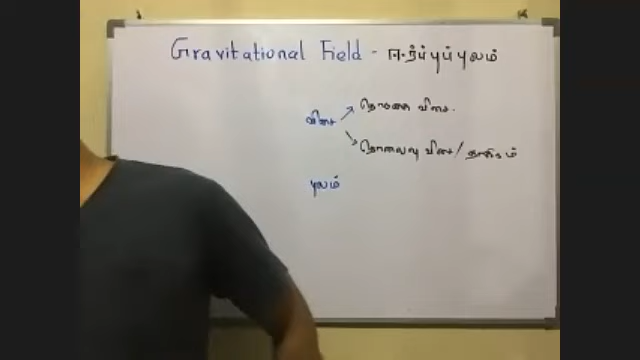 Gravitational Field - ஈர்ப்புப் புலம்
விசை
தொடுகை விசை.
தொலைவு விசை/தாக்கம்
புலம்